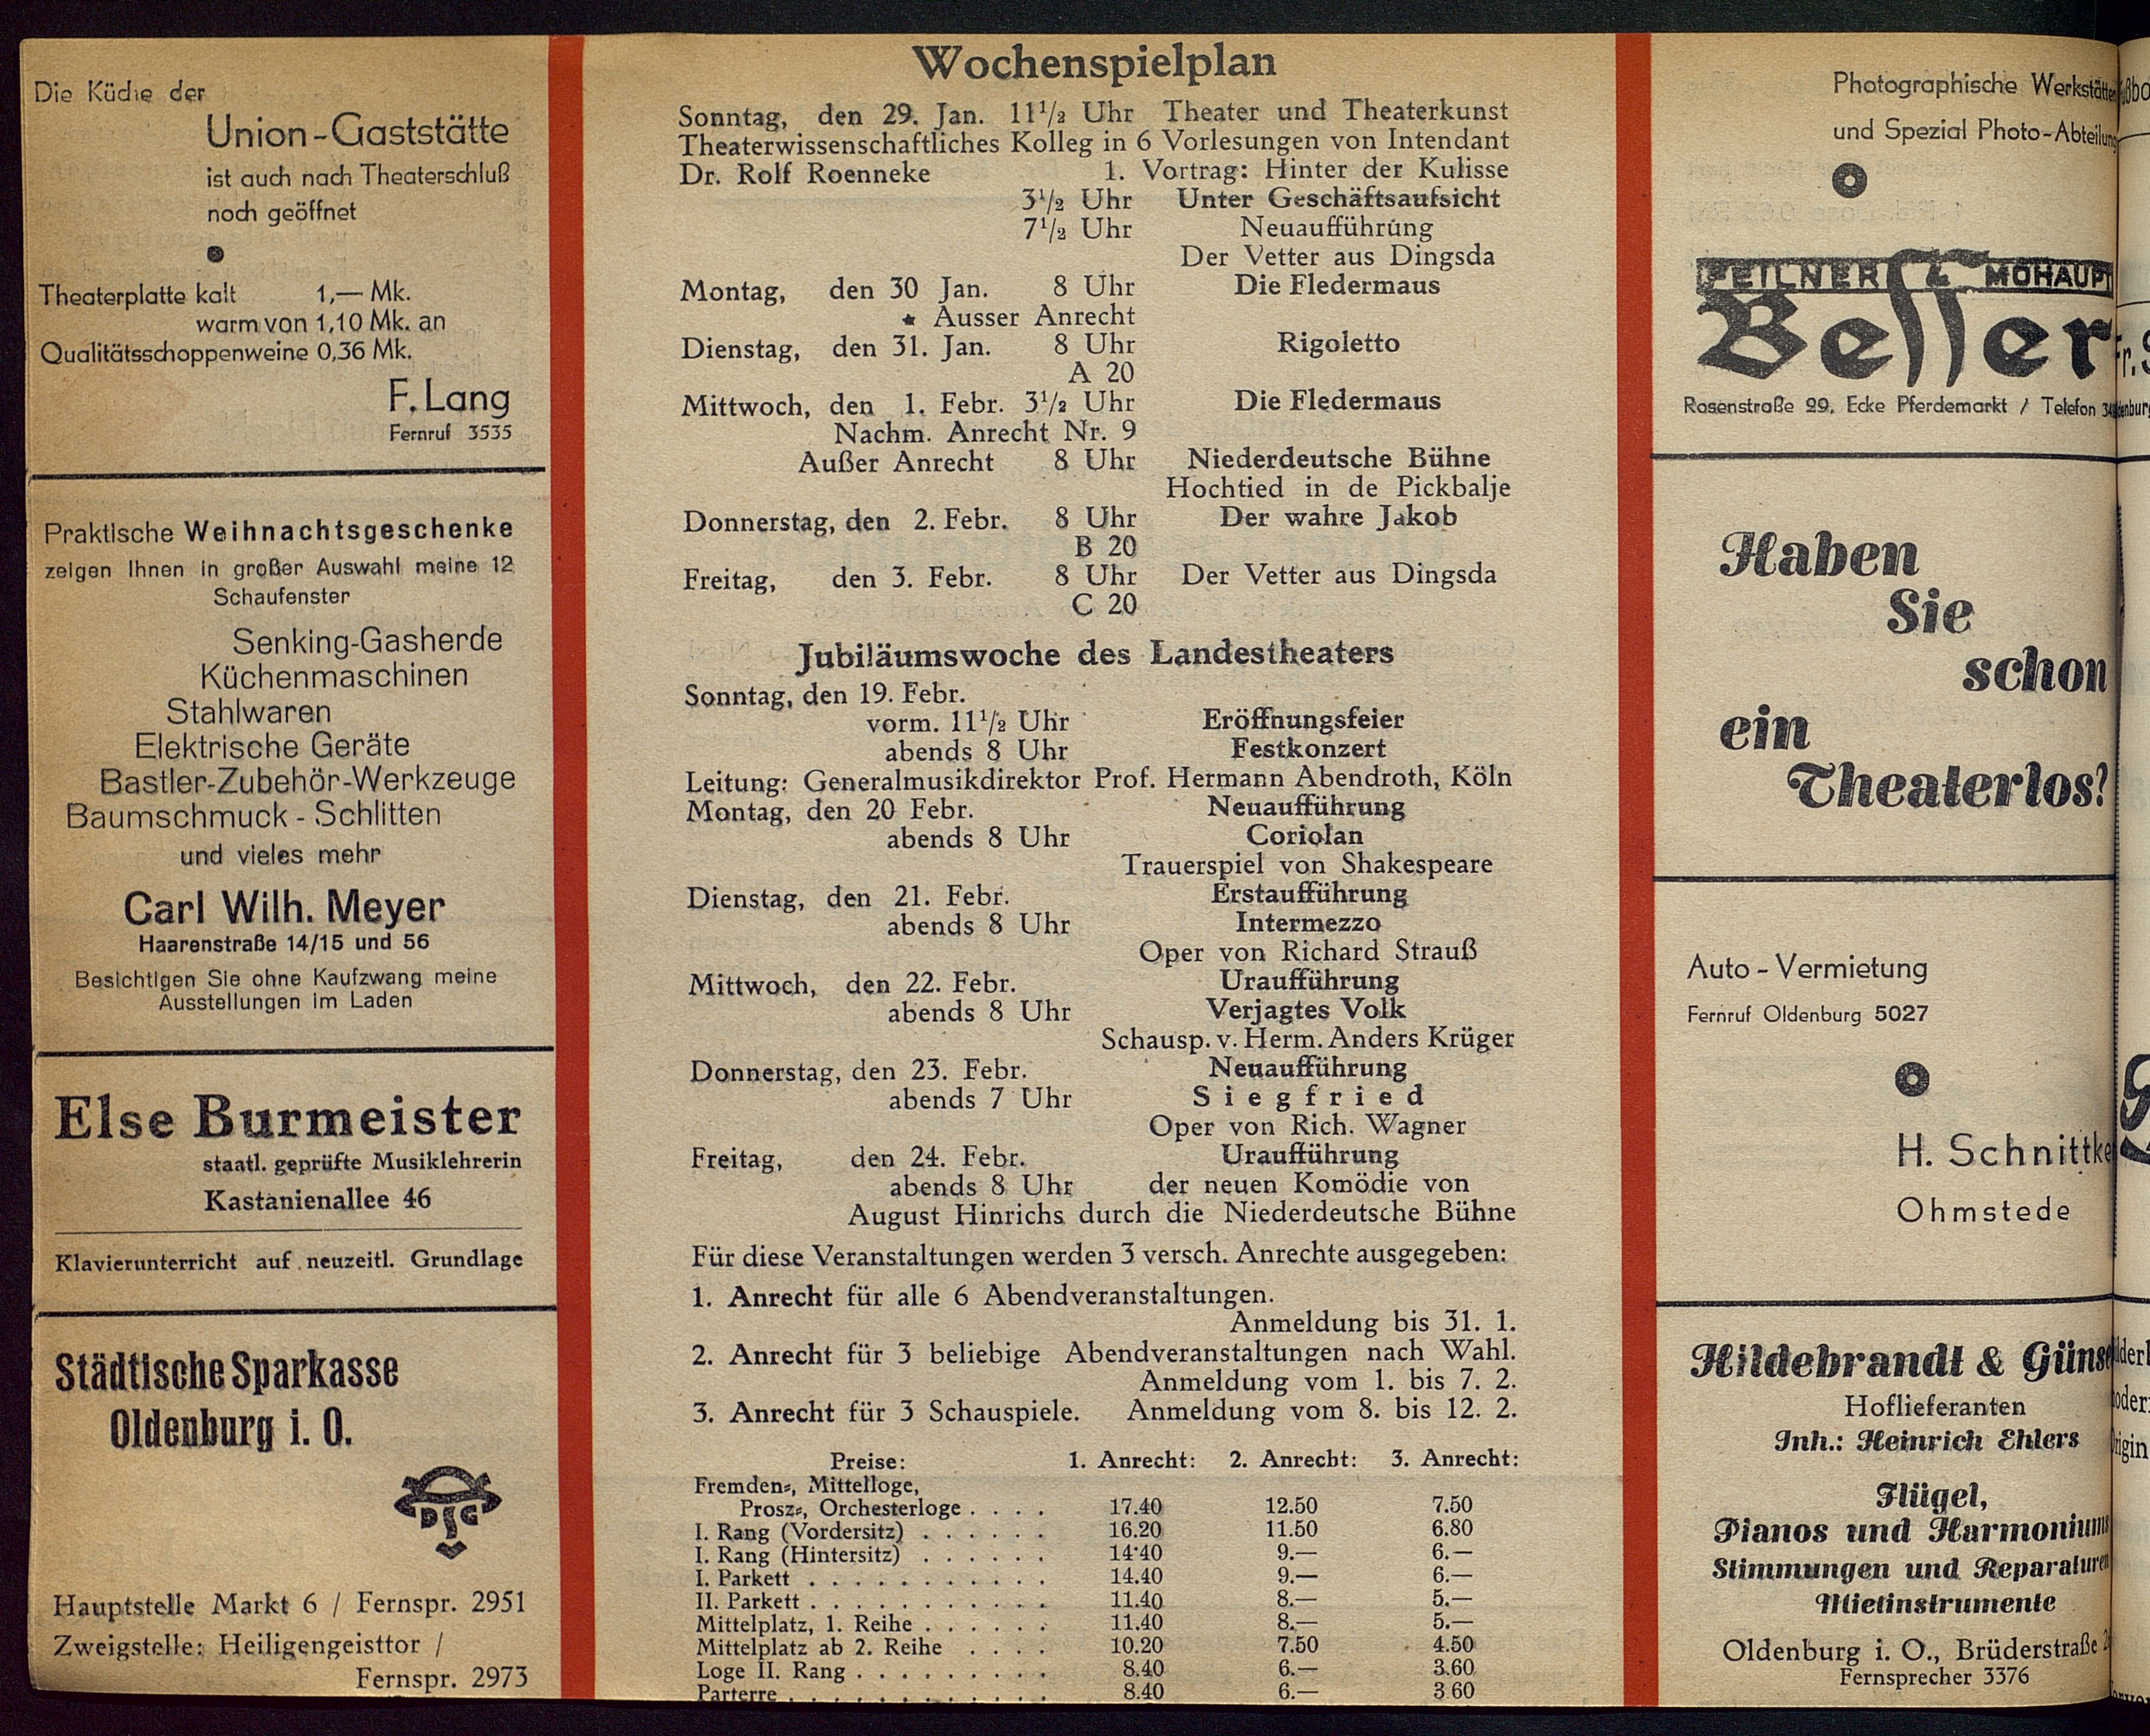 Die Küche der
Union-Gaststätte
ist auch nach Theaterschluß
noch geöffnet
Theaterplatte kalt 1,— Mk.
warm von 1,10 Mk. an
Qualitätsschoppenweine 0,36 Mk.
F. Lang
Fernruf 3535
Praktische Weihnachtsgeschenke
zeigen Ihnen in großer Auswahl meine 12
Schaufenster
Senking-Gasherde
Küchenmaschinen
Stahlwaren
Elektrische Geräte
Bastler-Zubehör-Werkzeuge
Baumschmuck - Schlitten
und vieles mehr
Carl Wilh. Meyer
Haarenstraße 14/15 und 56
Besichtigen Sie ohne Kaufzwang meine
Ausstellungen im Laden
Else Burmeister
staatl. geprüfte Musiklehrerin
Kastanienallee 46
Klavierunterricht auf neuzeitl. Grundlage
Städtische Sparkasse
Oldenburg i. O.
Hauptstelle Markt 6 / Fernspr. 2951
Zweigstelle: Heiligengeisttor /
Fernspr. 2973
Wochenspielplan
Sonntag, den 29. Jan. 11½ Uhr Theater und Theaterkunst
Theaterwissenschaftliches Kolleg in 6 Vorlesungen von Intendant
Dr. Rolf Roenneke 1. Vortrag: Hinter der Kulisse
3½ Uhr Unter Geschäftsaufsicht
7½ Uhr Neuaufführung
Der Vetter aus Dingsda
Montag, den 30 Jan. 8 Uhr Die Fledermaus
★ Ausser Anrecht
Dienstag, den 31. Jan. 8 Uhr Rigoletto
A 20
Mittwoch, den 1. Febr. 3½ Uhr Die Fledermaus
Nachm. Anrecht Nr. 9
Außer Anrecht 8 Uhr Niederdeutsche Bühne
Hochtied in de Pickbalje
Donnerstag, den 2. Febr. 8 Uhr Der wahre Jakob
B 20
Freitag, den 3. Febr. 8 Uhr Der Vetter aus Dingsda
C 20
Jubiläumswoche des Landestheaters
Sonntag, den 19. Febr.
vorm. 11½ Uhr Eröffnungsfeier
abends 8 Uhr Festkonzert
Leitung: Generalmusikdirektor Prof. Hermann Abendroth, Köln
Montag, den 20 Febr. Neuaufführung
abends 8 Uhr Coriolan
Trauerspiel von Shakespeare
Dienstag, den 21. Febr. Erstaufführung
abends 8 Uhr Intermezzo
Oper von Richard Strauß
Mittwoch, den 22. Febr. Uraufführung
abends 8 Uhr Verjagtes Volk
Schausp. v. Herm. Anders Krüger
Donnerstag, den 23. Febr. Neuaufführung
abends 7 Uhr Siegfried
Oper von Rich. Wagner
Freitag, den 24. Febr. Uraufführung
abends 8 Uhr der neuen Komödie von
August Hinrichs durch die Niederdeutsche Bühne
Für diese Veranstaltungen werden 3 versch. Anrechte ausgegeben:
1. Anrecht für alle 6 Abendveranstaltungen.
Anmeldung bis 31. 1.
2. Anrecht für 3 beliebige Abendveranstaltungen nach Wahl.
Anmeldung vom 1. bis 7. 2.
3. Anrecht für 3 Schauspiele. Anmeldung vom 8. bis 12. 2.
Preise: 1. Anrecht: 2. Anrecht: 3. Anrecht:
Fremden-, Mittelloge,
Prosz-, Orchesterloge . . . . 17.40 12.50 7.50
I. Rang (Vordersitz) . . . . . . 16.20 11.50 6.80
I. Rang (Hintersitz) . . . . . . 14·40 9.— 6.—
I. Parkett . . . . . . . . . . . 14.40 9.— 6.—
II. Parkett . . . . . . . . . . . 11.40 8.— 5.—
Mittelplatz, 1. Reihe . . . . . . 11.40 8.— 5.—
Mittelplatz ab 2. Reihe . . . . 10.20 7.50 4.50
Loge II. Rang . . . . . . . . . 8.40 6.— 3.60
Parterre . . . . . . . . . . . . 8.40 6.— 3 60
Photographische Werkstätten
und Spezial Photo-Abteilung
FEILNER & MOHAUPT
Besser
Rosenstraße 29, Ecke Pferdemarkt / Telefon
Haben
Sie
schon
ein
Theaterlos?
Auto - Vermietung
Fernruf Oldenburg 5027
H. Schnittke
Ohmstede
Hildebrandt &
Hoflieferanten
Inh.: Heinrich Ehlers
Flügel,
Pianos und Harmoniums
Stimmungen und Reparaturen
Mietinstrumente
Oldenburg i. O., Brüderstraße
Fernsprecher 3376